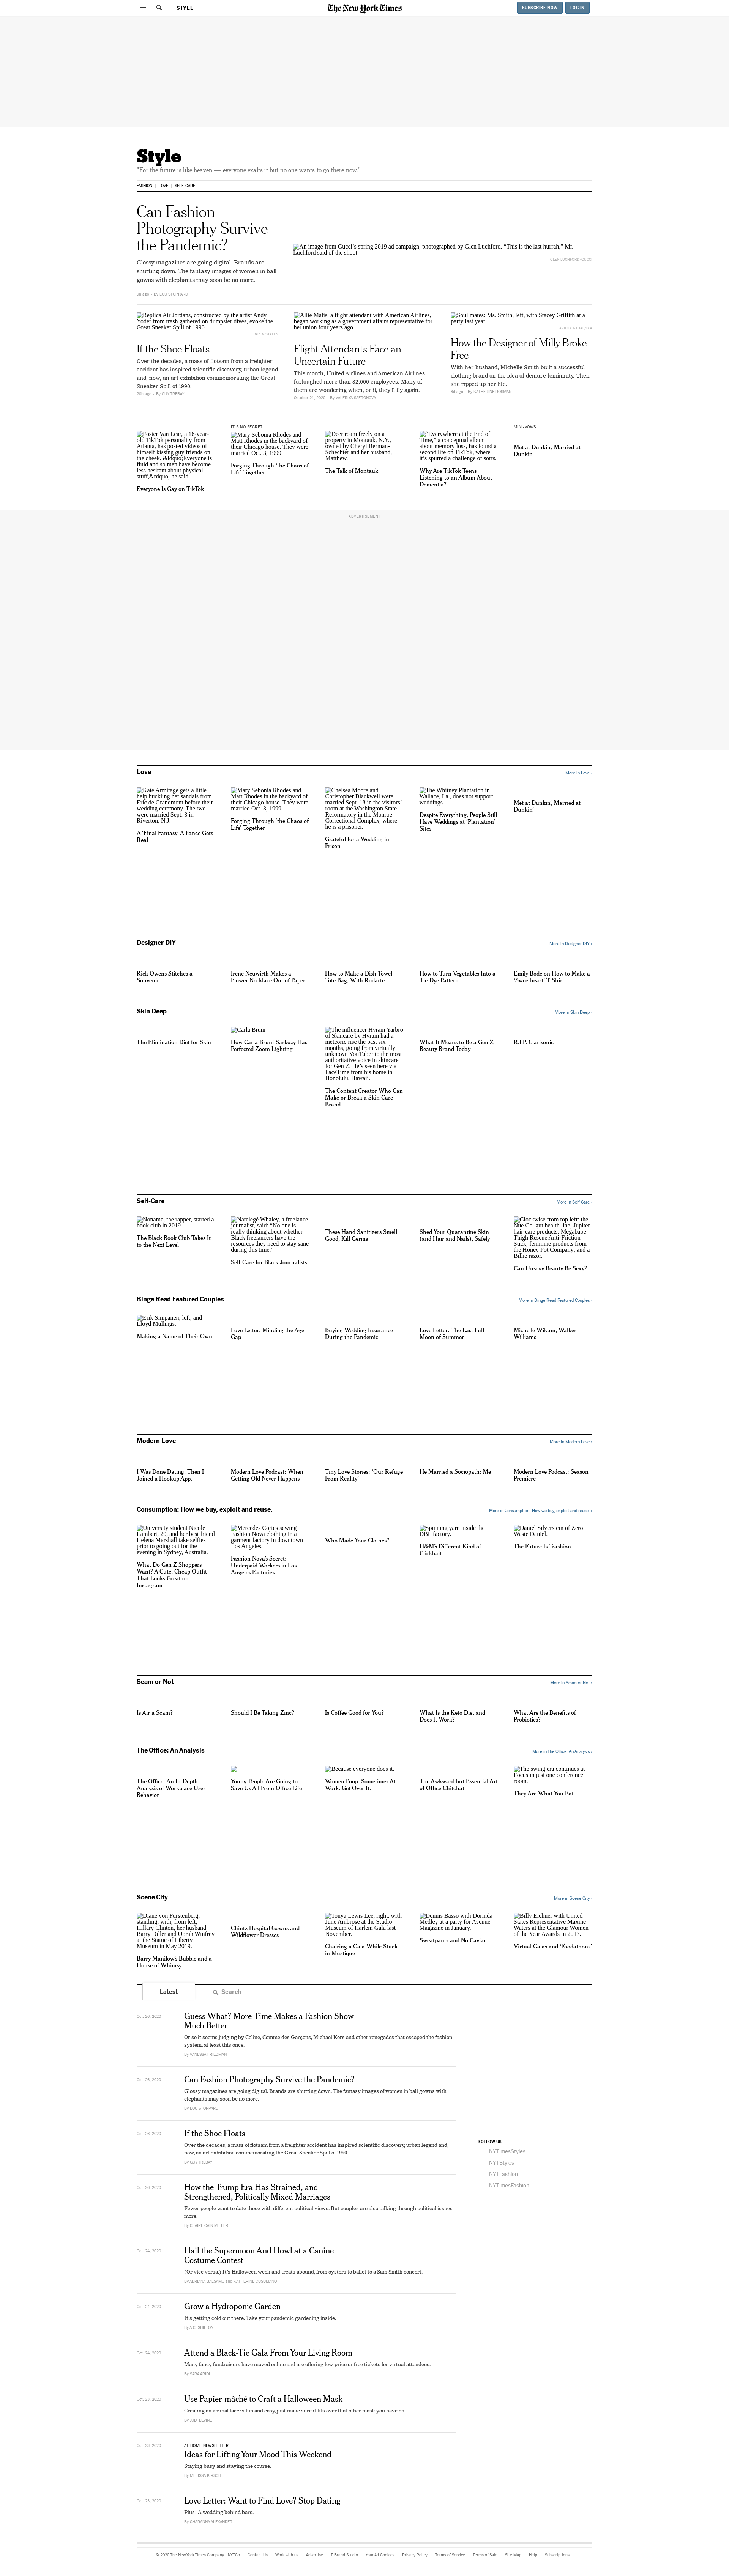 STYLE
The New York Times
SUBSCRIBE NOW
LOG IN
Style
"For the future is like heaven — everyone exalts it but no one wants to go there now."
FASHION | LOVE | SELF-CARE
Can Fashion
Photography Survive
the Pandemic?
Glossy magazines are going digital. Brands are
shutting down. The fantasy images of women in ball
gowns with elephants may soon be no more.
By LOU STOPPARD
An image from Gucci's spring 2019 ad campaign, photographed by Glen Luchford. "This is the last hurrah," Mr.
Luchford said of the shoot.
GLEN LUCHFORD/GUCCI
Replica Air Jordans, constructed by the artist Andy
Yoder from trash gathered on dumpster dives, evoke the
Great Sneaker Spill of 1990.
GREG STALEY
If the Shoe Floats
Over the decades, a mass of flotsam from a freighter
accident has inspired scientific discovery, urban legend
and, now, an art exhibition commemorating the Great
Sneaker Spill of 1990.
By GUY TREBAY
Allie Malis, a flight attendant with American Airlines,
began working as a government affairs representative for
her union four years ago.
Flight Attendants Face an
Uncertain Future
This month, United Airlines and American Airlines
furloughed more than 32,000 employees. Many of
them are wondering when, or if, they'll fly again.
October 21, 2020 · By VALERIYA SAFRONOVA
Soul mates: Ms. Smith, left, with Stacey Griffith at a
party last year.
How the Designer of Milly Broke
Free
With her husband, Michelle Smith built a successful
clothing brand on the idea of demure femininity. Then
she ripped up her life.
By KATHERINE ROSMAN
Foster Van Lear, a 16-year-
old TikTok personality from
Atlanta, has posted videos of
himself kissing guy friends on
the cheek. &ldquo;Everyone is
fluid and so men have become
less hesitant about physical
stuff,&rdquo; he said.
Everyone Is Gay on TikTok
IT'S NO SECRET
Mary Sebonia Rhodes and
Matt Rhodes in the backyard of
their Chicago house. They were
married Oct. 3, 1999.
Forging Through 'the Chaos of
Life' Together
Deer roam freely on a
property in Montauk, N.Y.,
owned by Cheryl Berman-
Schechter and her husband,
Matthew.
The Talk of Montauk
"Everywhere at the End of
Time," a conceptual album
about memory loss, has found a
second life on TikTok, where
it's spurred a challenge of sorts.
Why Are TikTok Teens
Listening to an Album About
Dementia?
MINI-VOWS
Met at Dunkin', Married at
Dunkin'
ADVERTISEMENT
Love
More in Love ›
Kate Armitage gets a little
help buckling her sandals from
Eric de Grandmont before their
wedding ceremony. The two
were married Sept. 3 in
Riverton, N.J.
A 'Final Fantasy' Alliance Gets
Real
Mary Sebonia Rhodes and
Matt Rhodes in the backyard of
their Chicago house. They were
married Oct. 3, 1999.
Forging Through 'the Chaos of
Life' Together
Chelsea Moore and
Christopher Blackwell were
married Sept. 18 in the visitors'
room at the Washington State
Reformatory in the Monroe
Correctional Complex, where
he is a prisoner.
Grateful for a Wedding in
Prison
The Whitney Plantation in
Wallace, La., does not support
weddings.
Despite Everything, People Still
Have Weddings at 'Plantation'
Sites
Met at Dunkin', Married at
Dunkin'
Designer DIY
More in Designer DIY ›
Rick Owens Stitches a
Souvenir
Irene Neuwirth Makes a
Flower Necklace Out of Paper
How to Make a Dish Towel
Tote Bag, With Rodarte
How to Turn Vegetables Into a
Tie-Dye Pattern
Emily Bode on How to Make a
'Sweetheart' T-Shirt
Skin Deep
More in Skin Deep ›
The Elimination Diet for Skin
Carla Bruni
How Carla Bruni-Sarkozy Has
Perfected Zoom Lighting
The influencer Hyram Yarbro
of Skincare by Hyram had a
meteoric rise the past six
months, going from virtually
unknown YouTuber to the most
authoritative voice in skincare
for Gen Z. He's seen here via
FaceTime from his home in
Honolulu, Hawaii.
The Content Creator Who Can
Make or Break a Skin Care
Brand
What It Means to Be a Gen Z
Beauty Brand Today
R.I.P. Clarisonic
Self-Care
More in Self-Care ›
Noname, the rapper, started a
book club in 2019.
The Black Book Club Takes It
to the Next Level
Natelegé Whaley, a freelance
journalist, said: "No one is
really thinking about whether
Black freelancers have the
resources they need to stay sane
during this time."
Self-Care for Black Journalists
These Hand Sanitizers Smell
Good, Kill Germs
Shed Your Quarantine Skin
(and Hair and Nails), Safely
Clockwise from top left: the
Nue Co. gut health line; Jupiter
hair-care products; Megababe
Thigh Rescue Anti-Friction
Stick; feminine products from
the Honey Pot Company; and a
Billie razor.
Can Unsexy Beauty Be Sexy?
Binge Read Featured Couples
More in Binge Read Featured Couples ›
Erik Simpanen, left, and
Lloyd Mullings.
Making a Name of Their Own
Love Letter: Minding the Age
Gap
Buying Wedding Insurance
During the Pandemic
Love Letter: The Last Full
Moon of Summer
Michelle Wikum, Walker
Williams
Modern Love
More in Modern Love ›
I Was Done Dating. Then I
Joined a Hookup App.
Modern Love Podcast: When
Getting Old Never Happens
Tiny Love Stories: 'Our Refuge
From Reality'
He Married a Sociopath: Me
Modern Love Podcast: Season
Premiere
Consumption: How we buy, exploit and reuse.
More in Consumption: How we buy, exploit and reuse. ›
University student Nicole
Lambert, 20, and her best friend
Helena Marshall take selfies
prior to going out for the
evening in Sydney, Australia.
What Do Gen Z Shoppers
Want? A Cute, Cheap Outfit
That Looks Great on
Instagram
Mercedes Cortes sewing
Fashion Nova clothing in a
garment factory in downtown
Los Angeles.
Fashion Nova's Secret:
Underpaid Workers in Los
Angeles Factories
Who Made Your Clothes?
Spinning yarn inside the
DBL factory.
H&M's Different Kind of
Clickbait
Daniel Silverstein of Zero
Waste Daniel.
The Future Is Trashion
Scam or Not
More in Scam or Not ›
Is Air a Scam?
Should I Be Taking Zinc?
Is Coffee Good for You?
What Is the Keto Diet and
Does It Work?
What Are the Benefits of
Probiotics?
The Office: An Analysis
More in The Office: An Analysis ›
The Office: An In-Depth
Analysis of Workplace User
Behavior
Young People Are Going to
Save Us All From Office Life
Because everyone does it.
Women Poop. Sometimes At
Work. Get Over It.
The Awkward but Essential Art
of Office Chitchat
The swing era continues at
Focus in just one conference
room.
They Are What You Eat
Scene City
More in Scene City ›
Diane von Furstenberg,
standing, with, from left,
Hillary Clinton, her husband
Barry Diller and Oprah Winfrey
at the Statue of Liberty
Museum in May 2019.
Barry Manilow's Bubble and a
House of Whimsy
Chintz Hospital Gowns and
Wildflower Dresses
Tonya Lewis Lee, right, with
June Ambrose at the Studio
Museum of Harlem Gala last
November.
Chairing a Gala While Stuck
in Mustique
Dennis Basso with Dorinda
Medley at a party for Avenue
Magazine in January.
Sweatpants and No Caviar
Billy Eichner with United
States Representative Maxine
Waters at the Glamour Women
of the Year Awards in 2017.
Virtual Galas and 'Foodathons'
Latest
Search
Oct. 26, 2020
Guess What? More Time Makes a Fashion Show
Much Better
Or so it seems judging by Celine, Comme des Garçons, Michael Kors and other renegades that escaped the fashion
system, at least this once.
By VANESSA FRIEDMAN
Oct. 26, 2020
Can Fashion Photography Survive the Pandemic?
Glossy magazines are going digital. Brands are shutting down. The fantasy images of women in ball gowns with
elephants may soon be no more.
By LOU STOPPARD
If the Shoe Floats
Over the decades, a mass of flotsam from a freighter accident has inspired scientific discovery, urban legend and,
now, an art exhibition commemorating the Great Sneaker Spill of 1990.
By GUY TREBAY
How the Trump Era Has Strained, and
Strengthened, Politically Mixed Marriages
Fewer people want to date those with different political views. But couples are also talking through political issues
more.
By CLAIRE CAIN MILLER
Hail the Supermoon And Howl at a Canine
Costume Contest
(Or vice versa.) It's Halloween week and treats abound, from oysters to ballet to a Sam Smith concert.
By ADRIANA BALSAMO and KATHERINE CUSUMANO
Grow a Hydroponic Garden
It's getting cold out there. Take your pandemic gardening inside.
By A.C. SHILTON
Oct. 24, 2020
Attend a Black-Tie Gala From Your Living Room
Many fancy fundraisers have moved online and are offering low-price or free tickets for virtual attendees.
By SARA ARIDI
Oct. 23, 2020
Use Papier-mâché to Craft a Halloween Mask
Creating an animal face is fun and easy, just make sure it fits over that other mask you have on.
By JODI LEVINE
Oct. 23, 2020
AT HOME NEWSLETTER
Ideas for Lifting Your Mood This Weekend
Staying busy and staying the course.
By MELISSA KIRSCH
Oct. 23, 2020
Love Letter: Want to Find Love? Stop Dating
Plus: A wedding behind bars.
By CHARANNA ALEXANDER
FOLLOW US
NYTimesStyles
NYTStyles
NYTFashion
NYTimesFashion
© 2020 The New York Times Company
NYTCo
Contact Us
Work with us
Advertise
T Brand Studio
Your Ad Choices
Privacy Policy
Terms of Service
Terms of Sale
Site Map
Help
Subscriptions